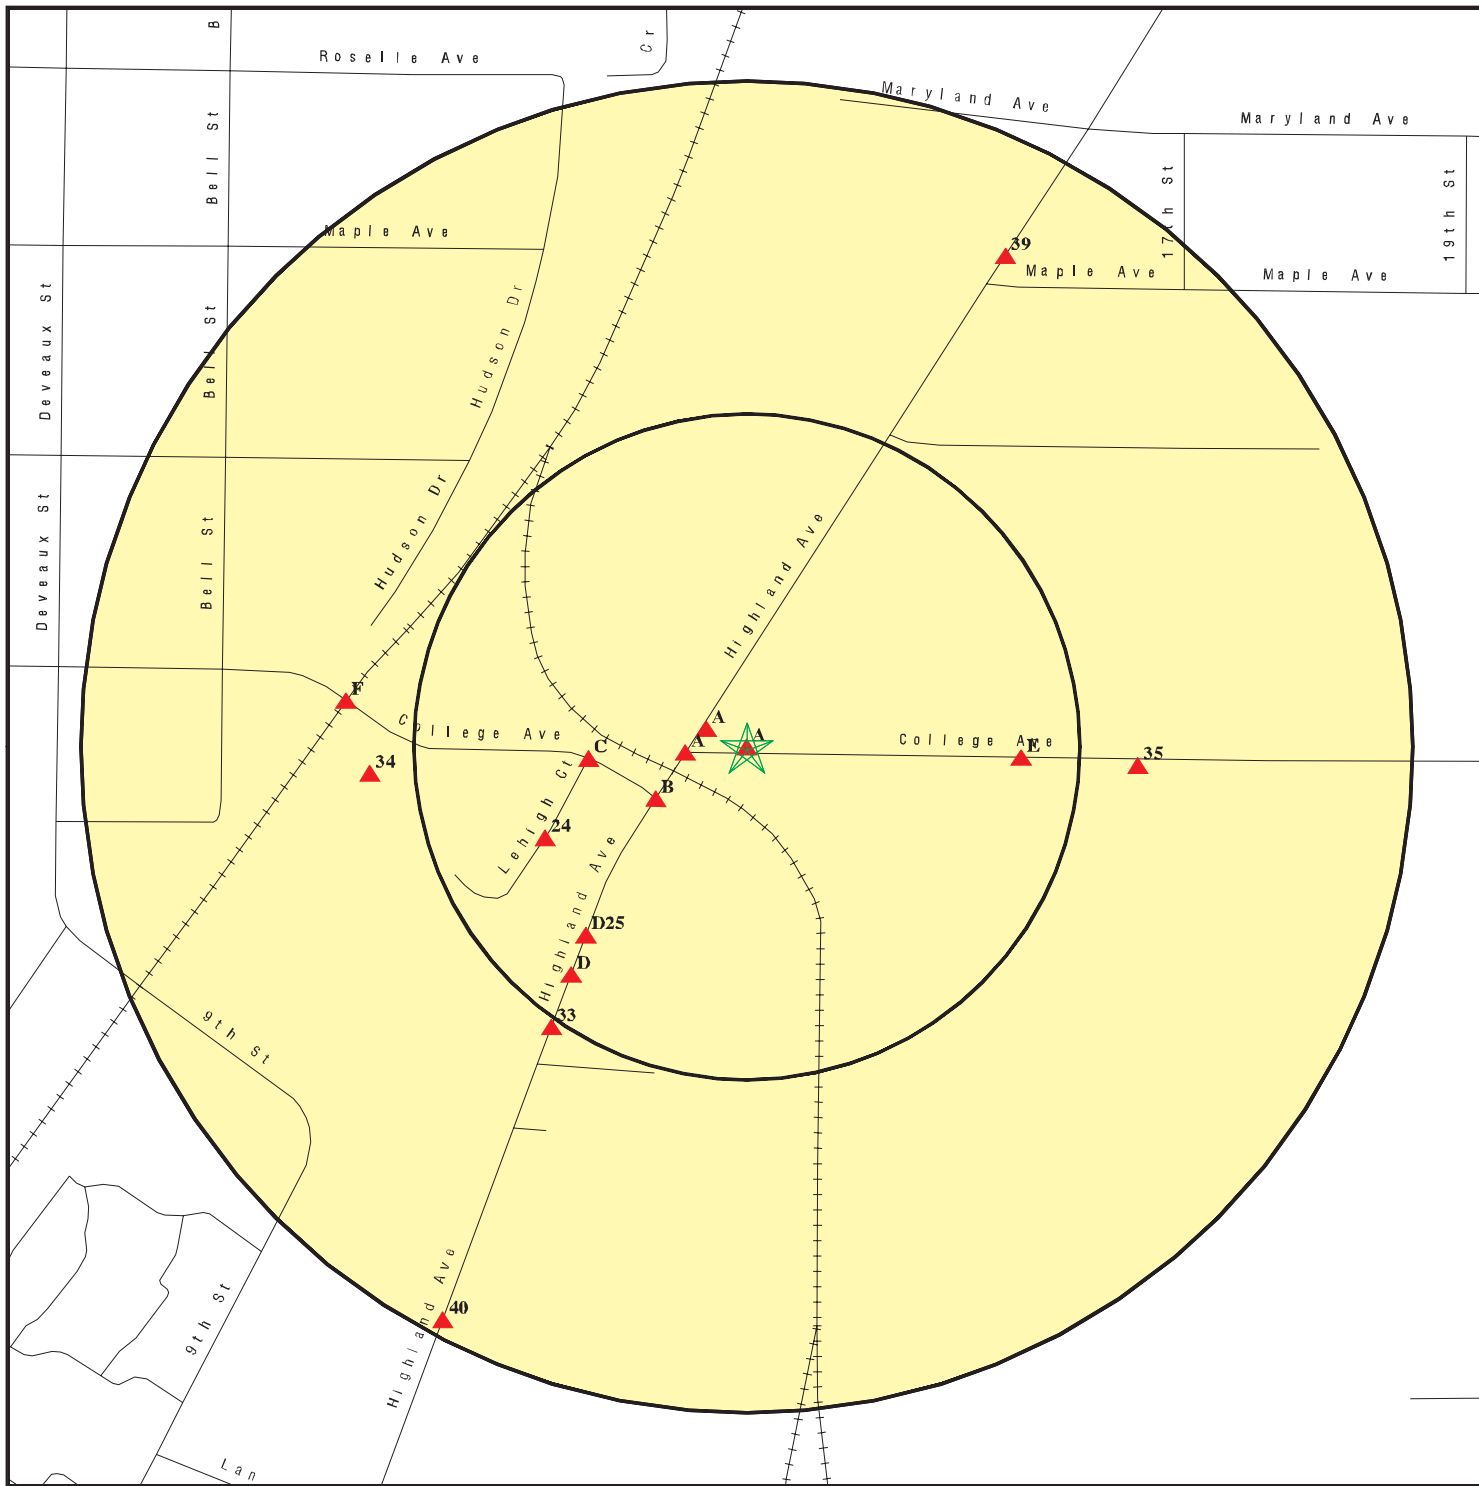 B
Cr
Roselle Ave
Maryland Ave
Maryland Ave
Bell St
17th St
19th St
Maple Ave
39
Maple Ave
Maple Ave
Deveaux St
Bell St
Hudson Dr
Hudson Dr
Deveaux St
Bell St
Highland Ave
F
College Ave
C
A
A
A
College Ave
E
35
34
B
Lehigh Ct
24
Highland Ave
D25
D
33
9th St
9th St
40
Highland Ave
Lan